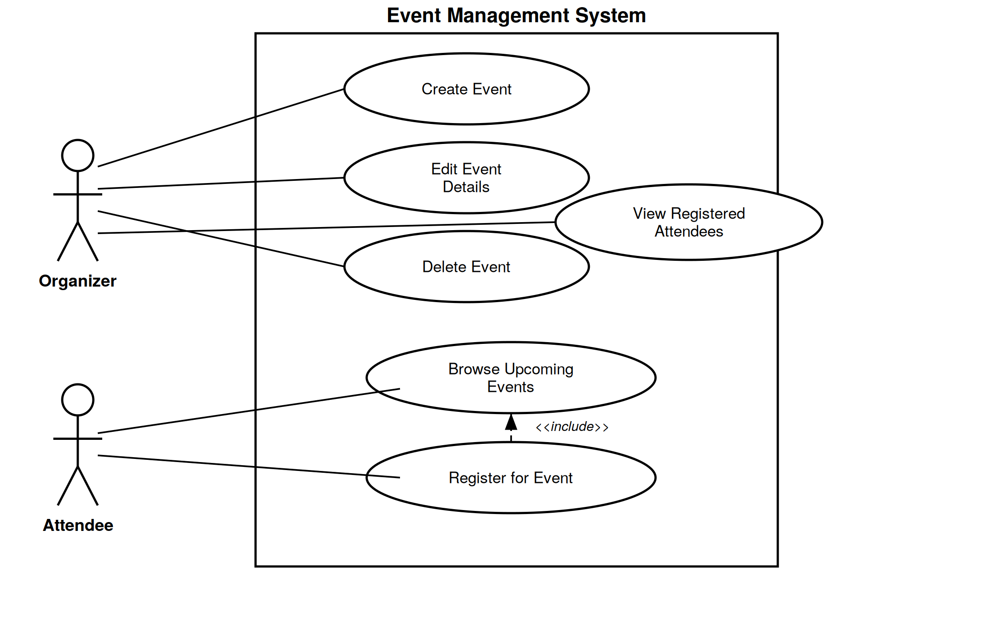 Event Management System
Create Event
Edit Event
Details
View Registered
Attendees
Delete Event
Organizer
Browse Upcoming
Events
<<include>>
Register for Event
Attendee